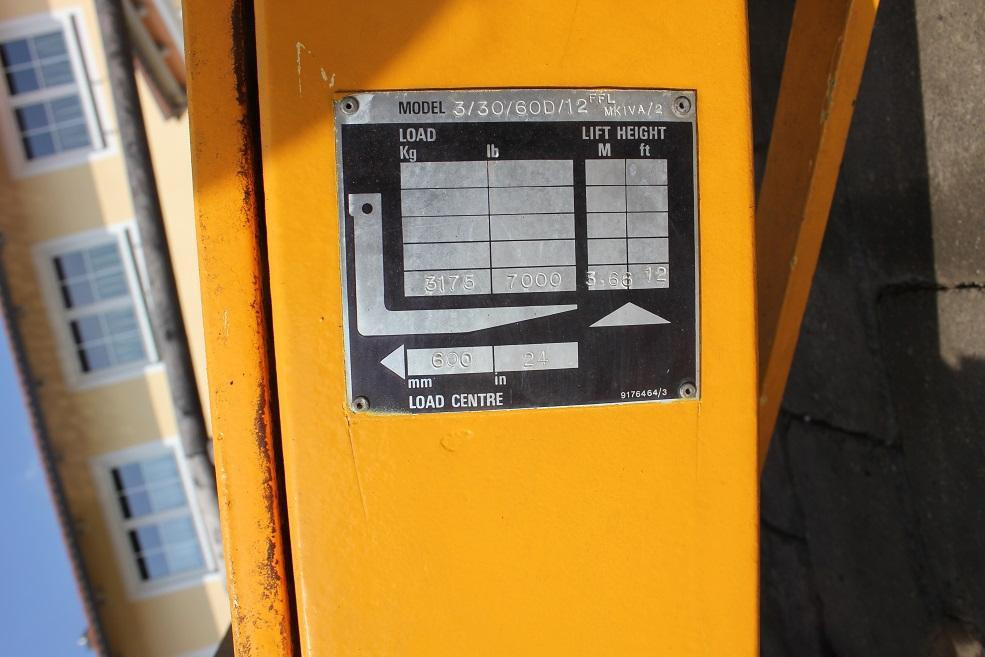 MODEL 3/30/60D/12 FFL MKIVA/2
LOAD LIFT HEIGHT
Kg lb M ft
3175 7000 3.66 12
600 24
mm in
LOAD CENTRE 9176464/3